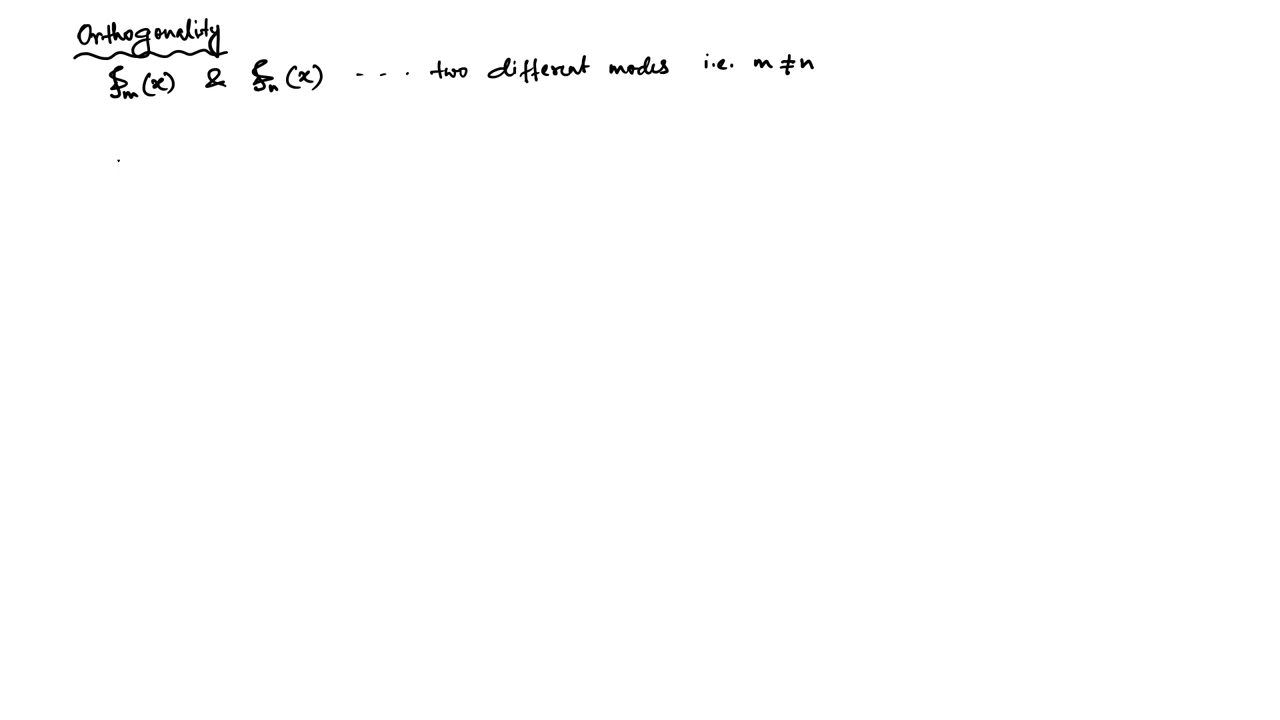 Orthogonality
ξₘ(x) & ξₙ(x) - - - . two different modes i.e. m ≠ n